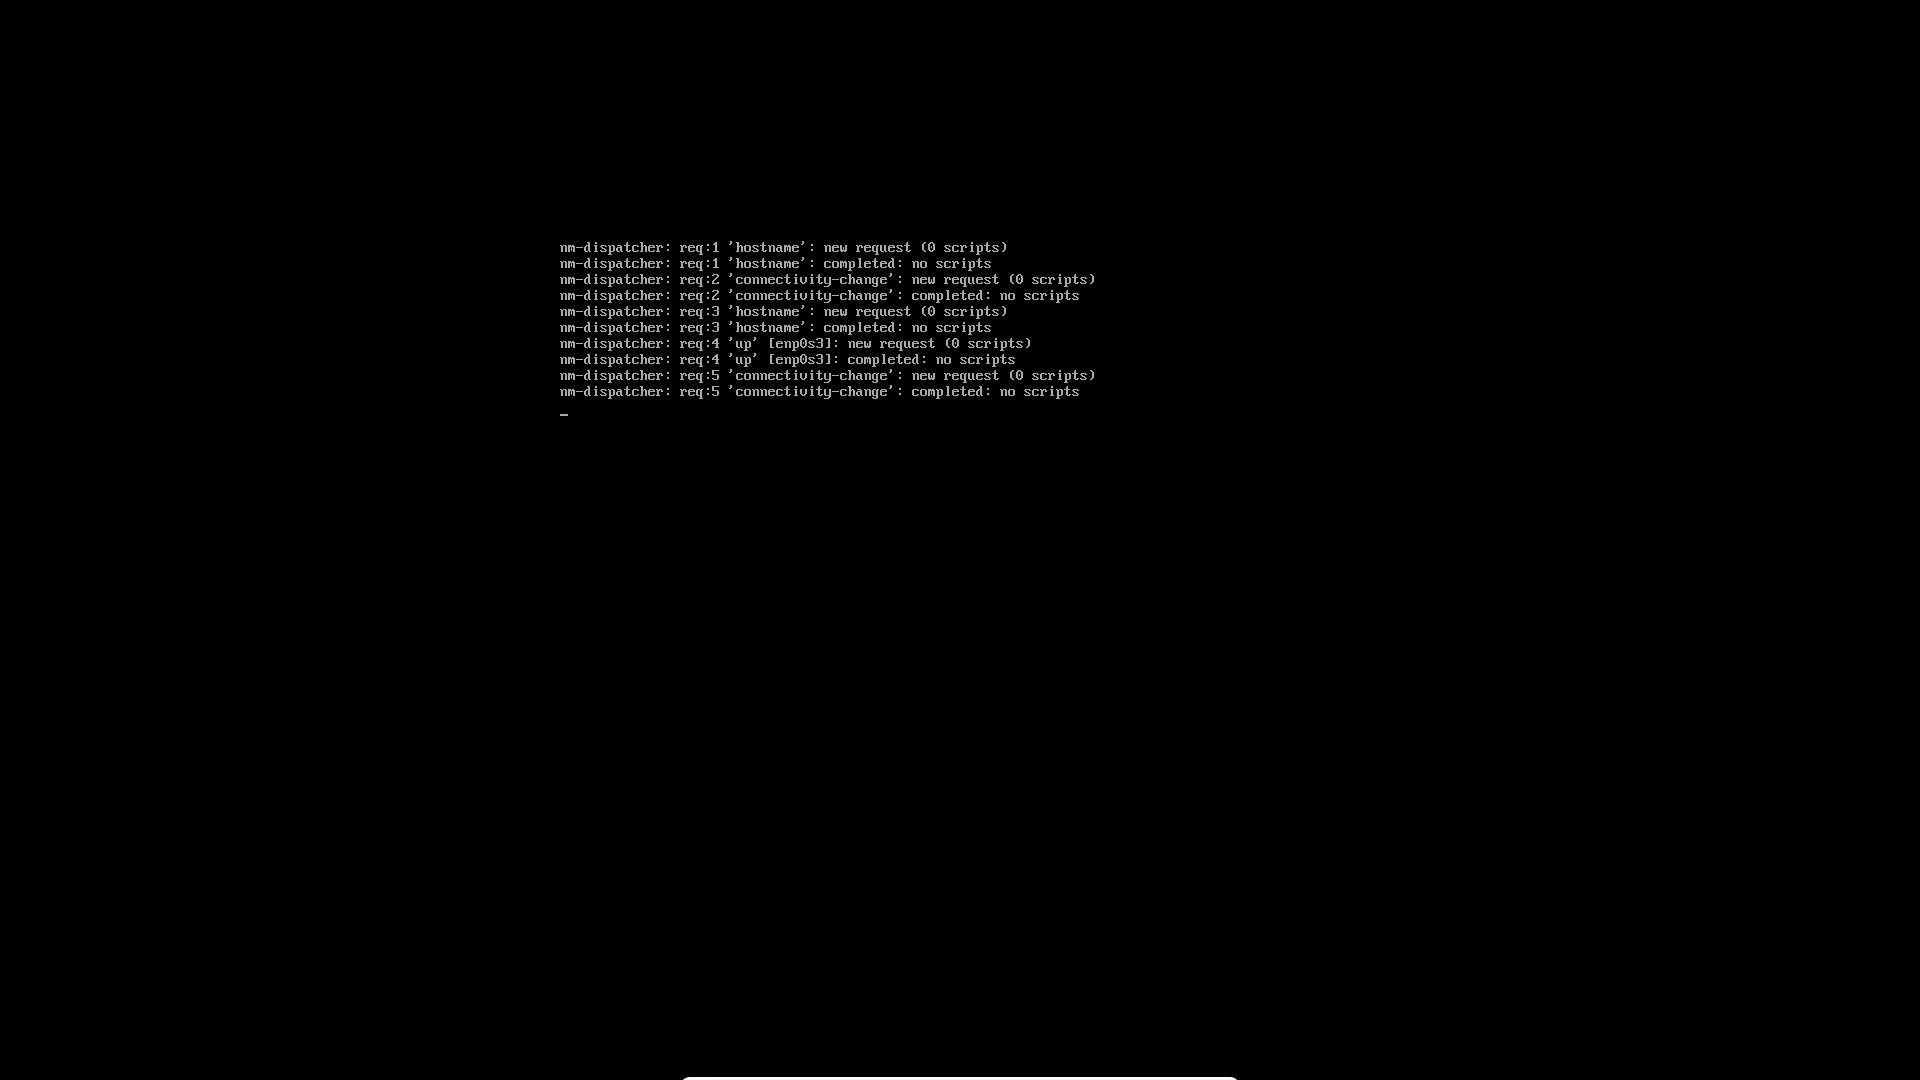 nm-dispatcher: req:1 'hostname': new request (0 scripts)
nm-dispatcher: req:1 'hostname': completed: no scripts
nm-dispatcher: req:2 'connectivity-change': new request (0 scripts)
nm-dispatcher: req:2 'connectivity-change': completed: no scripts
nm-dispatcher: req:3 'hostname': new request (0 scripts)
nm-dispatcher: req:3 'hostname': completed: no scripts
nm-dispatcher: req:4 'up' [enp0s3]: new request (0 scripts)
nm-dispatcher: req:4 'up' [enp0s3]: completed: no scripts
nm-dispatcher: req:5 'connectivity-change': new request (0 scripts)
nm-dispatcher: req:5 'connectivity-change': completed: no scripts
_